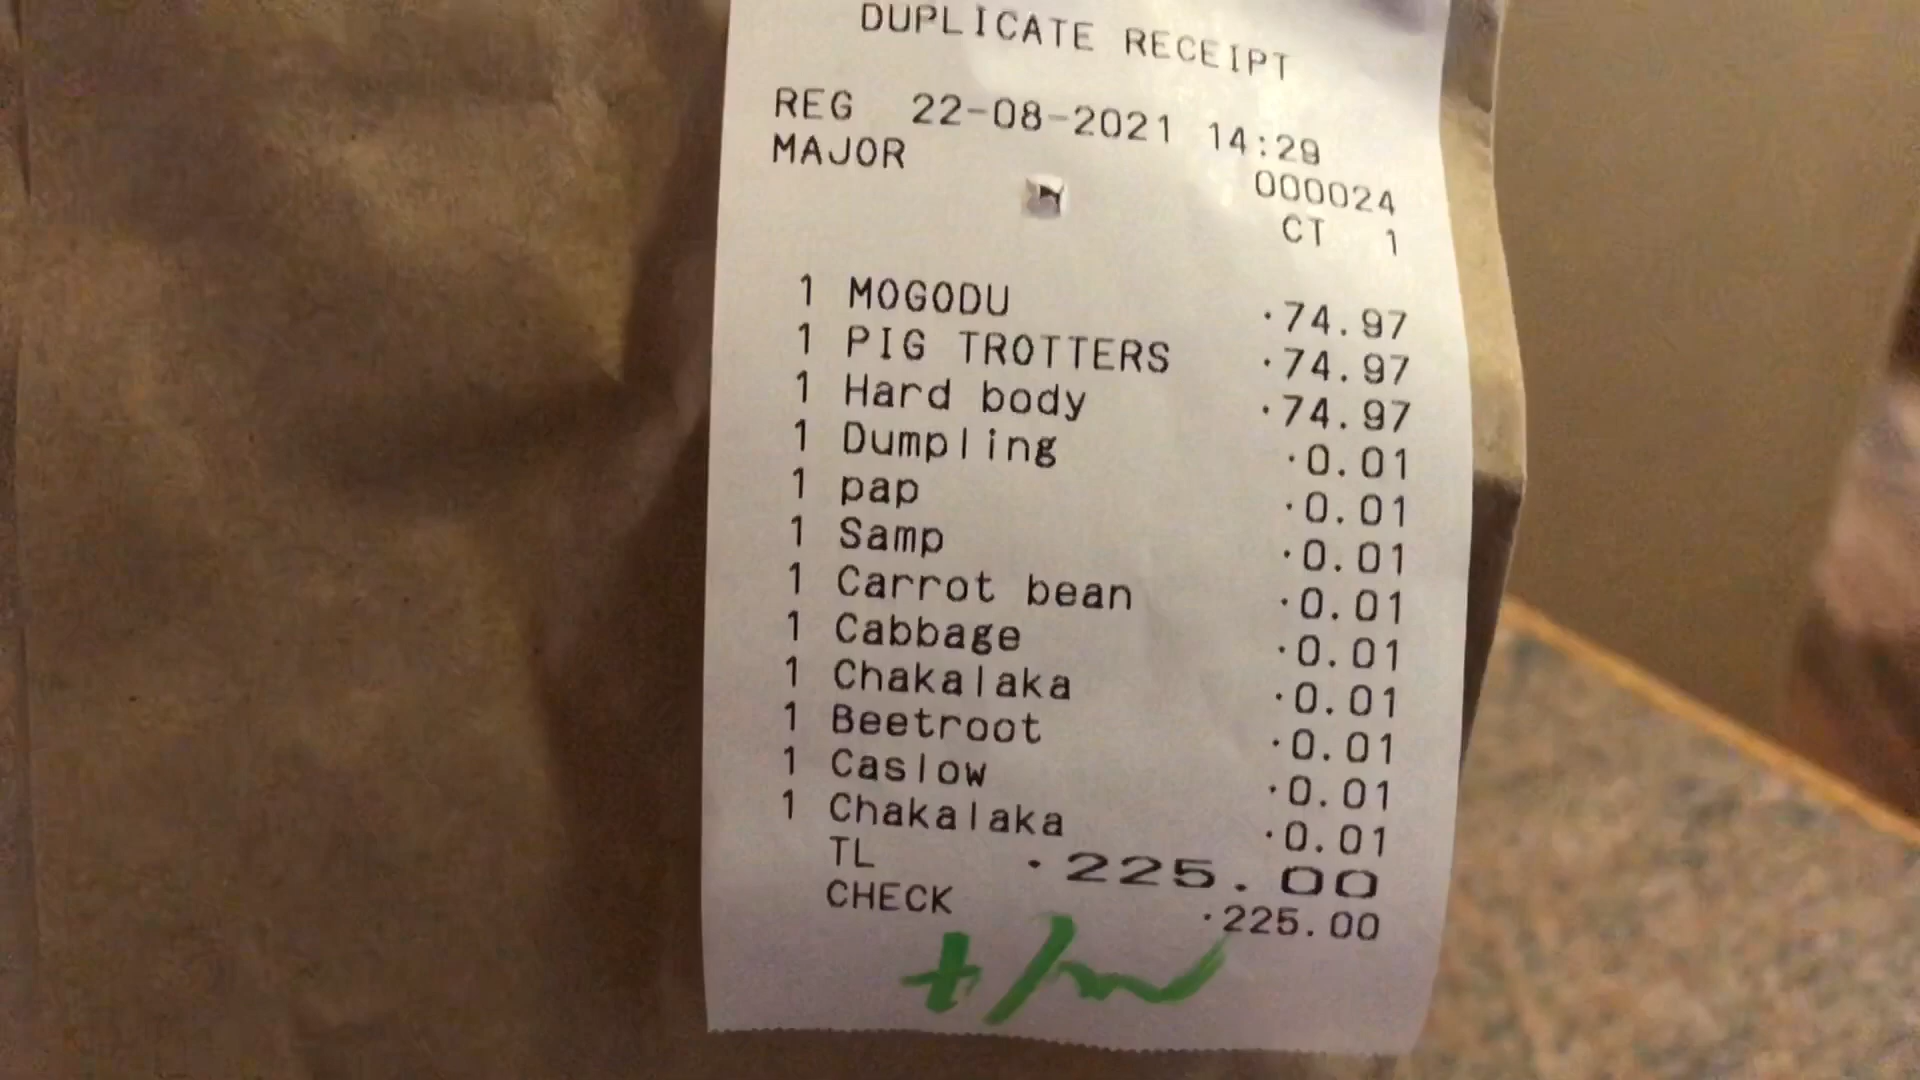 DUPLICATE RECEIPT
REG 22-08-2021 14:29
MAJOR 000024
CT 1
1 MOGODU ·74.97
1 PIG TROTTERS ·74.97
1 Hard body ·74.97
1 Dumpling ·0.01
1 pap ·0.01
1 Samp ·0.01
1 Carrot bean ·0.01
1 Cabbage ·0.01
1 Chakalaka ·0.01
1 Beetroot ·0.01
1 Caslow ·0.01
1 Chakalaka ·0.01
TL ·225.00
CHECK ·225.00